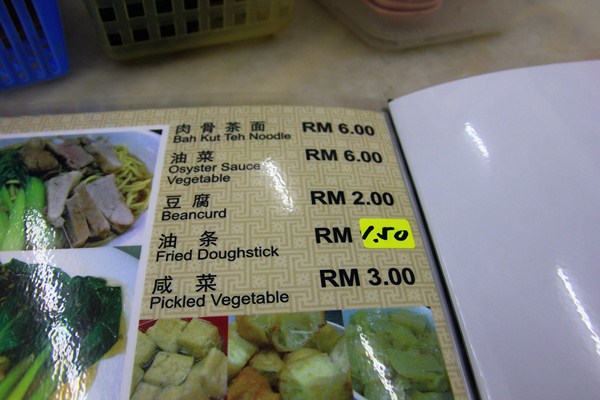 肉骨茶面 RM 6.00
Bah Kut Teh Noodle
油菜 RM 6.00
Osyster Sauce
Vegetable
豆腐 RM 2.00
Beancurd
油条 RM 1.50
Fried Doughstick
咸菜 RM 3.00
Pickled Vegetable